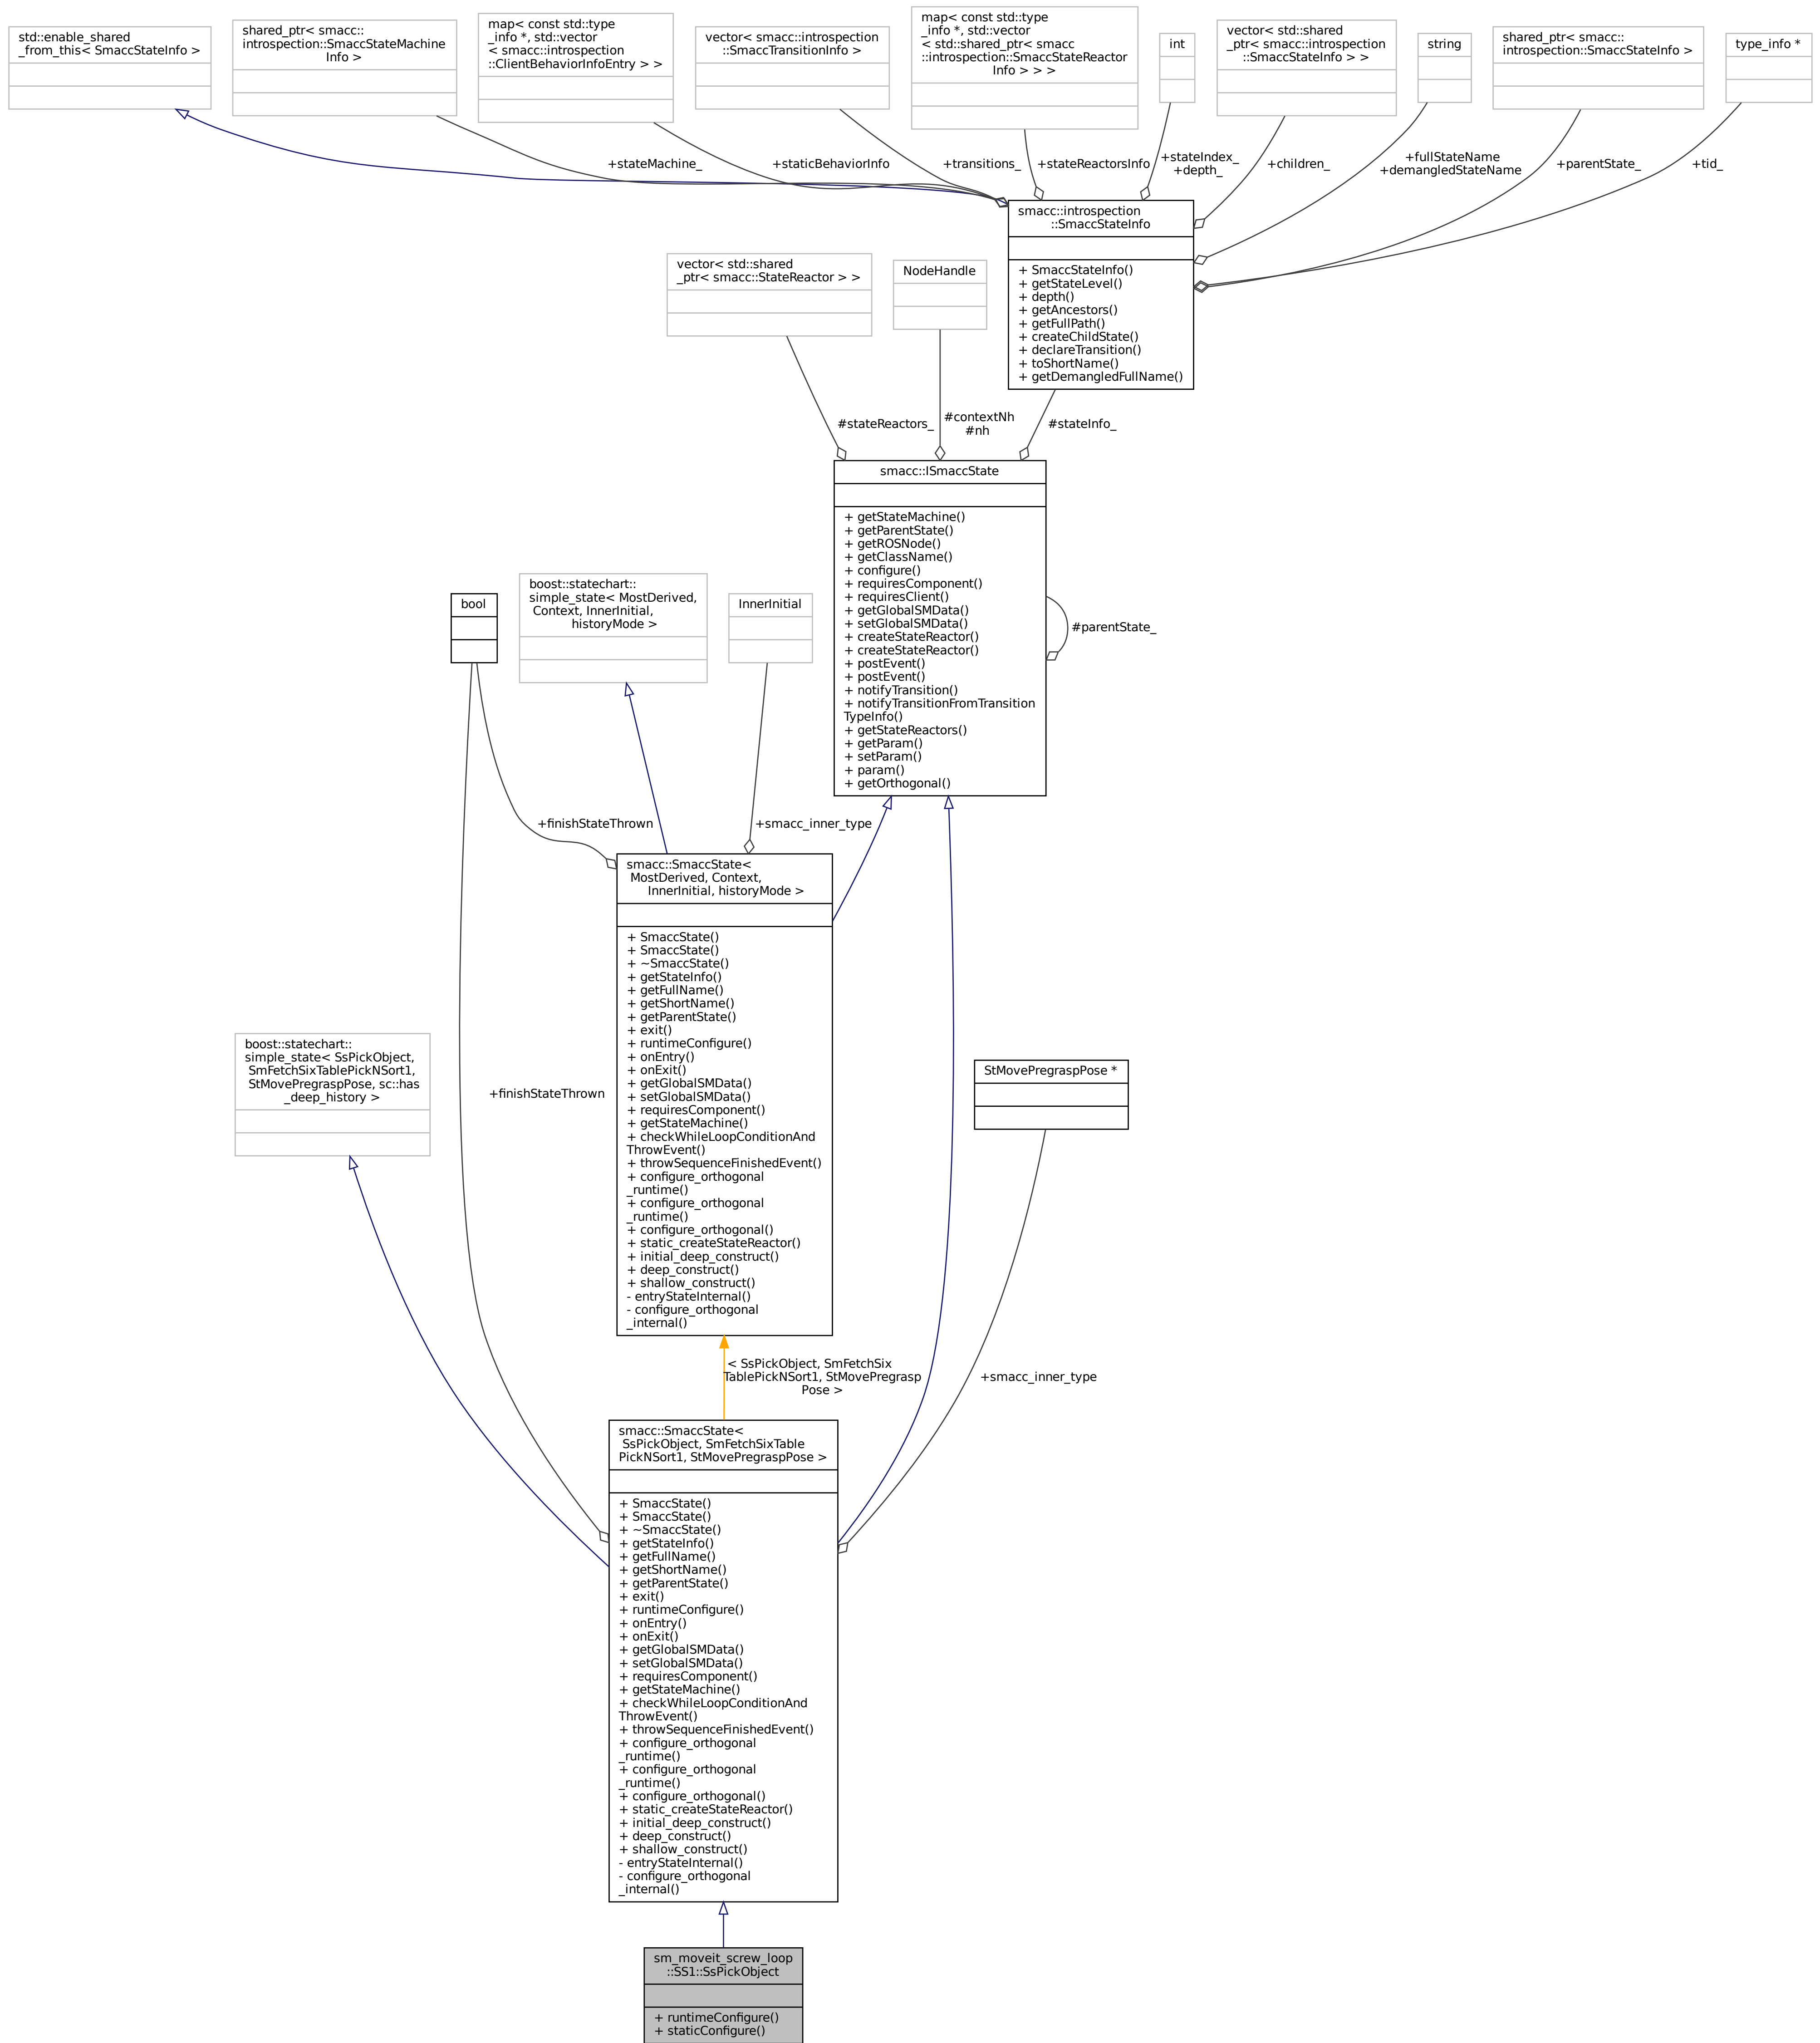 std::enable_shared
_from_this< SmaccStateInfo >
shared_ptr< smacc::
introspection::SmaccStateMachine
Info >
map< const std::type
_info *, std::vector
< smacc::introspection
::ClientBehaviorInfoEntry > >
vector< smacc::introspection
::SmaccTransitionInfo >
map< const std::type
_info *, std::vector
< std::shared_ptr< smacc
::introspection::SmaccStateReactor
Info > > >
int
vector< std::shared
_ptr< smacc::introspection
::SmaccStateInfo > >
string
shared_ptr< smacc::
introspection::SmaccStateInfo >
type_info *
+stateMachine_
+staticBehaviorInfo
+transitions_
+stateReactorsInfo
+stateIndex_
+depth_
+children_
+fullStateName
+demangledStateName
+parentState_
+tid_
smacc::introspection
::SmaccStateInfo
+ SmaccStateInfo()
+ getStateLevel()
+ depth()
+ getAncestors()
+ getFullPath()
+ createChildState()
+ declareTransition()
+ toShortName()
+ getDemangledFullName()
vector< std::shared
_ptr< smacc::StateReactor > >
NodeHandle
#stateReactors_
#contextNh
#nh
#stateInfo_
smacc::ISmaccState
+ getStateMachine()
+ getParentState()
+ getROSNode()
+ getClassName()
+ configure()
+ requiresComponent()
+ requiresClient()
+ getGlobalSMData()
+ setGlobalSMData()
+ createStateReactor()
+ createStateReactor()
+ postEvent()
+ postEvent()
+ notifyTransition()
+ notifyTransitionFromTransition
TypeInfo()
+ getStateReactors()
+ getParam()
+ setParam()
+ param()
+ getOrthogonal()
#parentState_
bool
boost::statechart::
simple_state< MostDerived,
Context, InnerInitial,
historyMode >
InnerInitial
+finishStateThrown
+smacc_inner_type
smacc::SmaccState<
MostDerived, Context,
InnerInitial, historyMode >
+ SmaccState()
+ SmaccState()
+ ~SmaccState()
+ getStateInfo()
+ getFullName()
+ getShortName()
+ getParentState()
+ exit()
+ runtimeConfigure()
+ onEntry()
+ onExit()
+ getGlobalSMData()
+ setGlobalSMData()
+ requiresComponent()
+ getStateMachine()
+ checkWhileLoopConditionAnd
ThrowEvent()
+ throwSequenceFinishedEvent()
+ configure_orthogonal
_runtime()
+ configure_orthogonal
_runtime()
+ configure_orthogonal()
+ static_createStateReactor()
+ initial_deep_construct()
+ deep_construct()
+ shallow_construct()
- entryStateInternal()
- configure_orthogonal
_internal()
boost::statechart::
simple_state< SsPickObject,
SmFetchSixTablePickNSort1,
StMovePregraspPose, sc::has
_deep_history >
+finishStateThrown
StMovePregraspPose *
< SsPickObject, SmFetchSix
TablePickNSort1, StMovePregrasp
Pose >
+smacc_inner_type
smacc::SmaccState<
SsPickObject, SmFetchSixTable
PickNSort1, StMovePregraspPose >
+ SmaccState()
+ SmaccState()
+ ~SmaccState()
+ getStateInfo()
+ getFullName()
+ getShortName()
+ getParentState()
+ exit()
+ runtimeConfigure()
+ onEntry()
+ onExit()
+ getGlobalSMData()
+ setGlobalSMData()
+ requiresComponent()
+ getStateMachine()
+ checkWhileLoopConditionAnd
ThrowEvent()
+ throwSequenceFinishedEvent()
+ configure_orthogonal
_runtime()
+ configure_orthogonal
_runtime()
+ configure_orthogonal()
+ static_createStateReactor()
+ initial_deep_construct()
+ deep_construct()
+ shallow_construct()
- entryStateInternal()
- configure_orthogonal
_internal()
sm_moveit_screw_loop
::SS1::SsPickObject
+ runtimeConfigure()
+ staticConfigure()